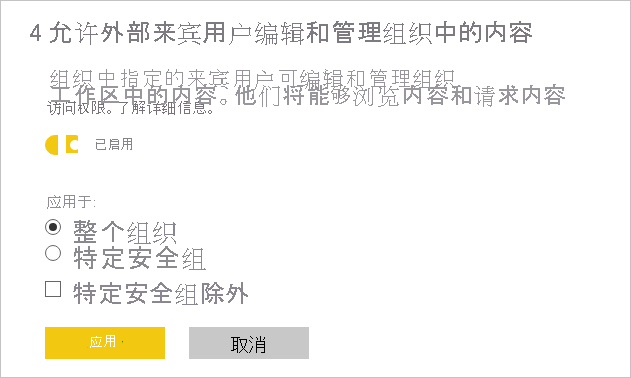 4 允许外部来宾用户编辑和管理组织中的内容
组织中指定的来宾用户可编辑和管理组织
工作区中的内容。他们将能够浏览内容和请求内容
访问权限。了解详细信息。
已启用
应用于:
整个组织
特定安全组
特定安全组除外
应用
取消